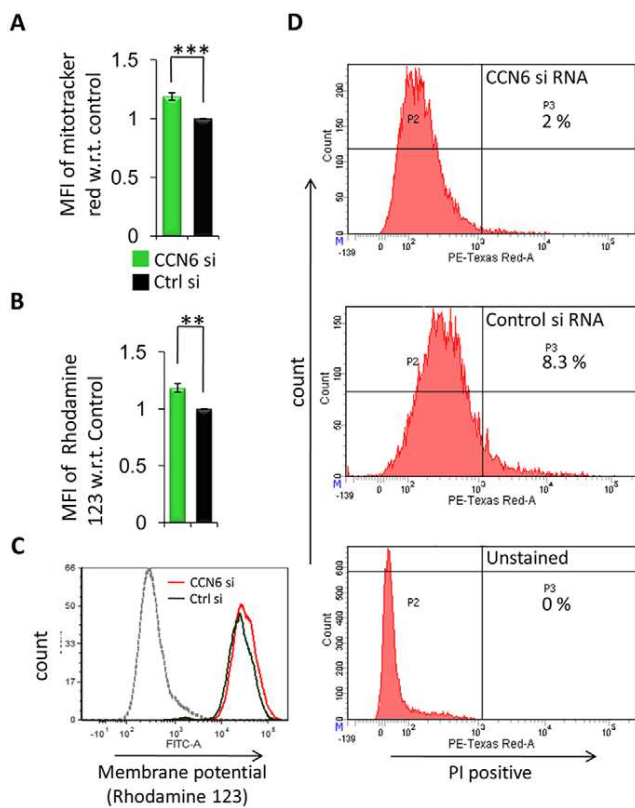 A
MFI of mitotracker
red w.r.t. control
***
1.5
1
0.5
0
CCN6 si
Ctrl si
B
MFI of Rhodamine
123 w.r.t. Control
**
1.5
1
0.5
0
C
count
66
50
33
17
0
CCN6 si
Ctrl si
-10¹ 10² 10³ 10⁴ 10⁵
FITC-A
Membrane potential
(Rhodamine 123)
D
count
CCN6 si RNA
P2
P3
2 %
Count
200
150
100
50
0
M
-139
0 10² 10³ 10⁴ 10⁵
PE-Texas Red-A
Control si RNA
P2
P3
8.3 %
Count
150
100
50
0
M
-139
0 10² 10³ 10⁴ 10⁵
PE-Texas Red-A
Unstained
P2
P3
0 %
Count
600
500
400
300
200
100
0
M
-139
0 10² 10³ 10⁴ 10⁵
PE-Texas Red-A
PI positive